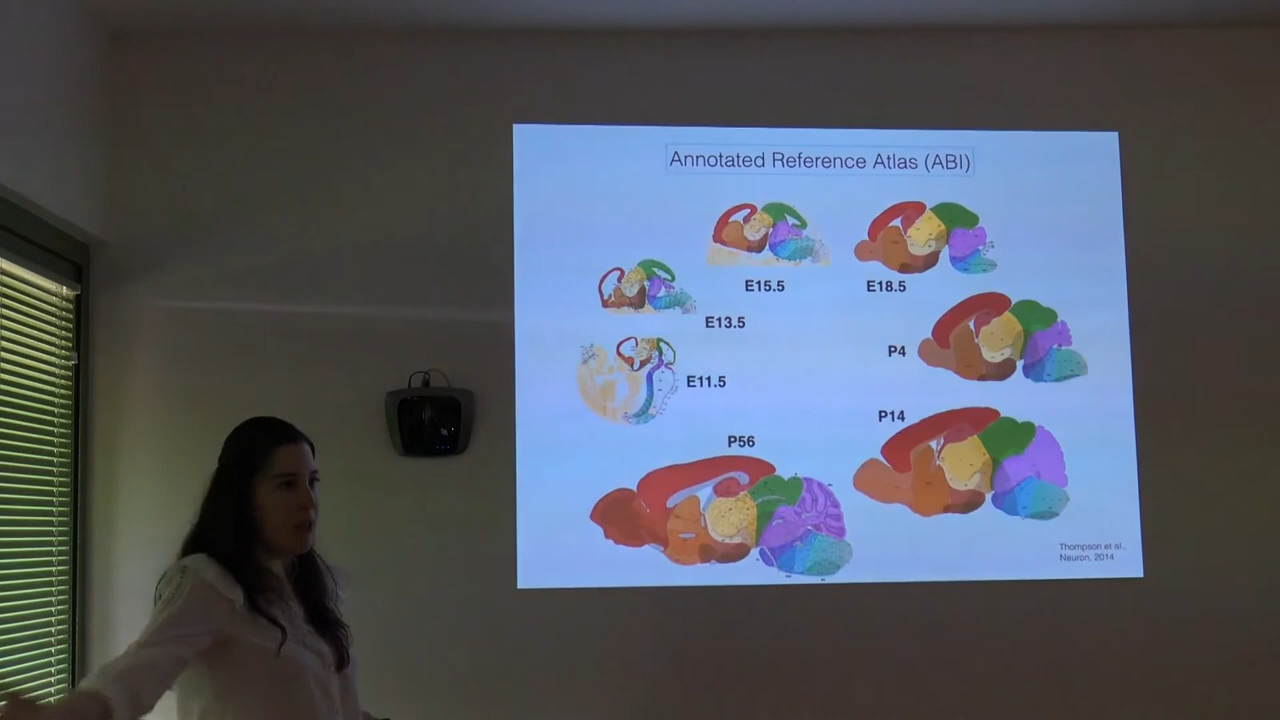 Annotated Reference Atlas (ABI)
E15.5
E18.5
E13.5
P4
E11.5
P14
P56
Thompson et al.,
Neuron, 2014